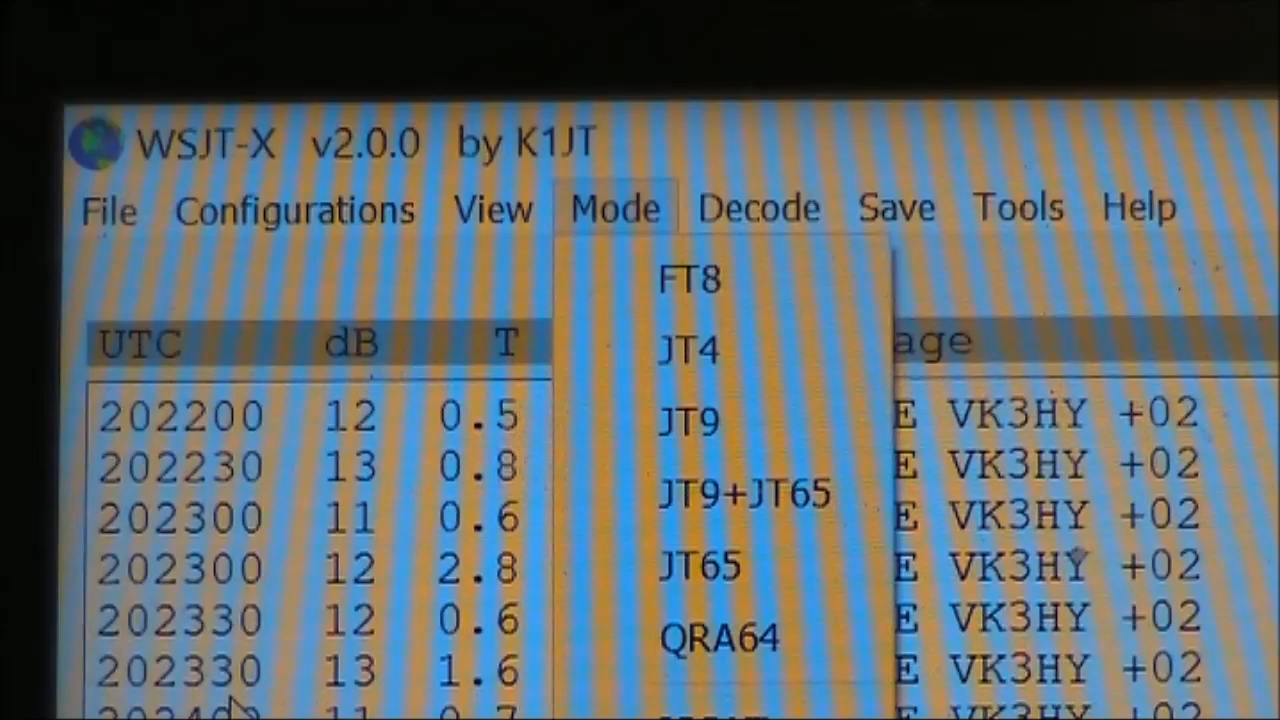 WSJT-X v2.0.0 by K1JT
File Configurations View Mode Decode Save Tools Help
FT8
JT4
JT9
JT9+JT65
JT65
QRA64
UTC dB T age
202200 12 0.5 E VK3HY +02
202230 13 0.8 E VK3HY +02
202300 11 0.6 E VK3HY +02
202300 12 2.8 E VK3HY +02
202330 12 0.6 E VK3HY +02
202330 13 1.6 E VK3HY +02